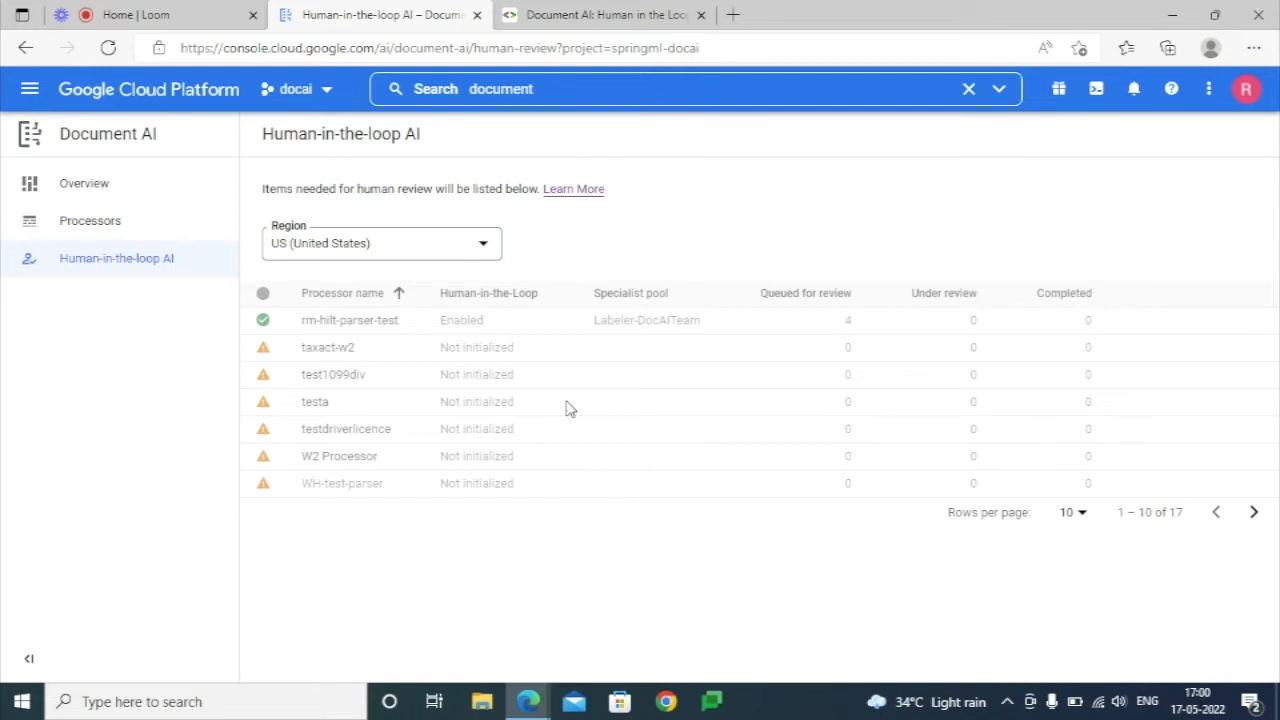 Home | Loom
Human-in-the-loop AI – Docum
Document AI: Human in the Loo
https://console.cloud.google.com/ai/document-ai/human-review?project=springml-docai
Google Cloud Platform
docai
Search document
R
Document AI
Human-in-the-loop AI
Overview
Processors
Human-in-the-loop AI
Items needed for human review will be listed below. Learn More
Region
US (United States)
Processor name Human-in-the-Loop Specialist pool Queued for review Under review Completed
rm-hilt-parser-test Enabled Labeler-DocAITeam 4 0 0
taxact-w2 Not initialized 0 0 0
test1099div Not initialized 0 0 0
testa Not initialized 0 0 0
testdriverlicence Not initialized 0 0 0
W2 Processor Not initialized 0 0 0
WH-test-parser Not initialized 0 0 0
Rows per page: 10 1 – 10 of 17
Type here to search
34°C Light rain
ENG
17:00
17-05-2022
2